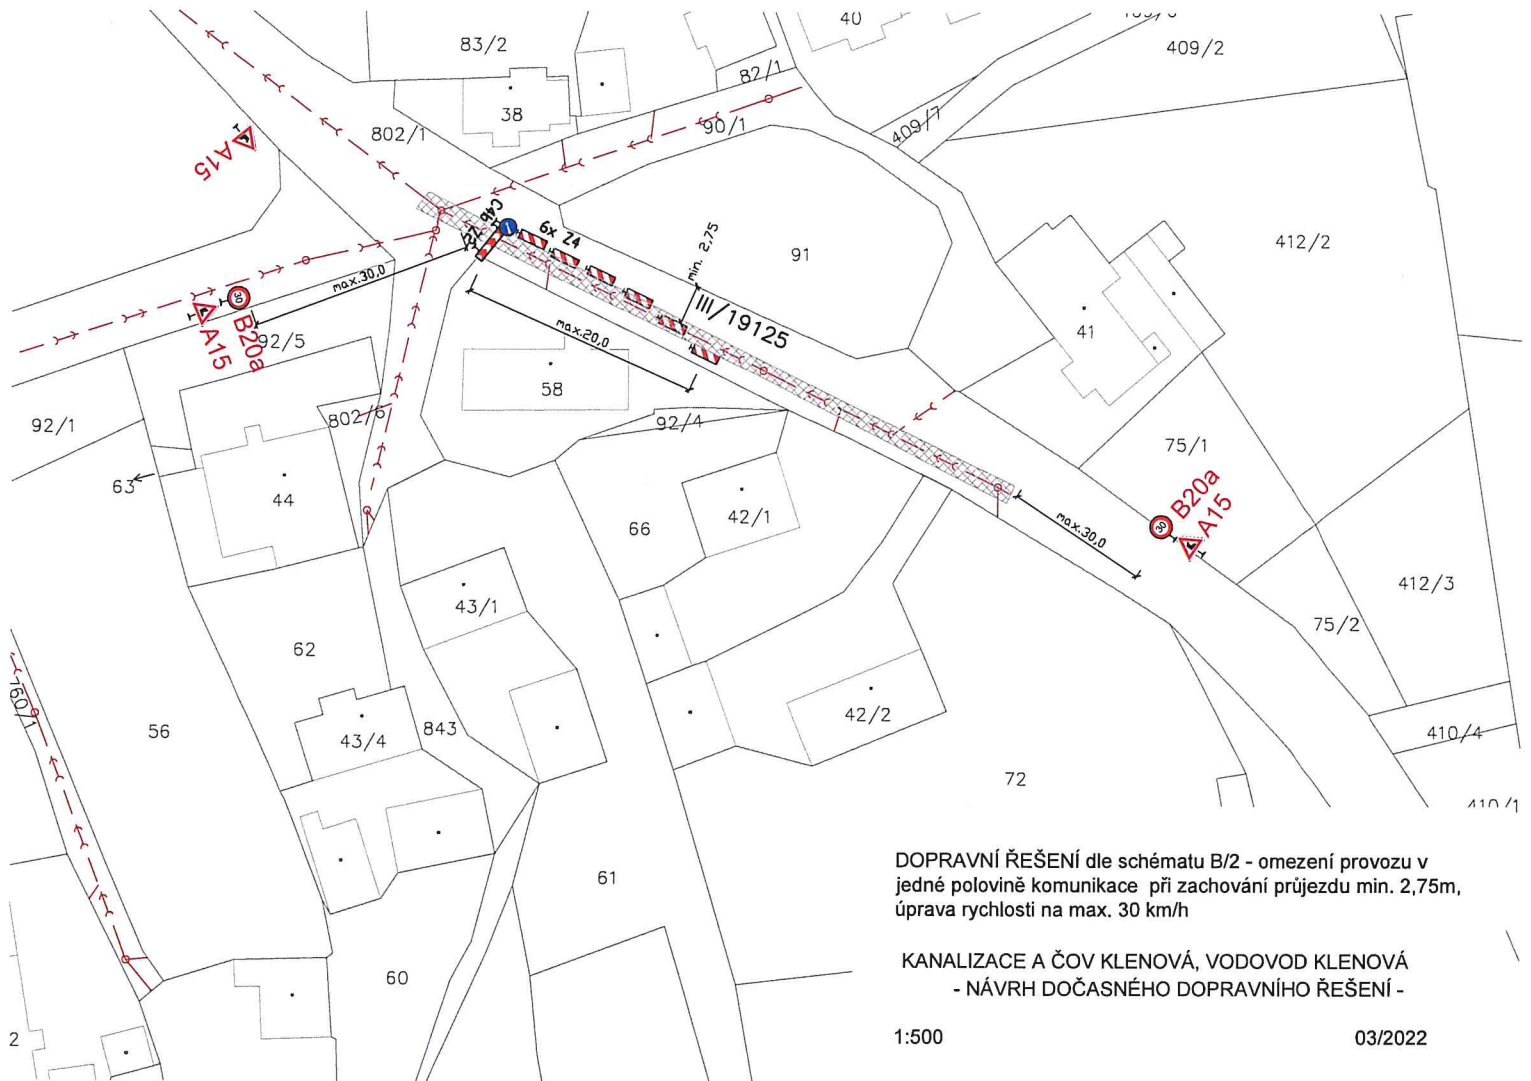 40
409/2
83/2
82/1
38
802/1
90/1
409/7
A15
C4b
Z2
6x Z4
min. 2,75
91
412/2
max.30,0
30
III/19125
41
A15
B20a
92/5
max.20,0
58
92/1
802/6
92/4
75/1
63
44
66
42/1
max.30,0
30
B20a
A15
412/3
43/1
75/2
62
760/1
56
43/4
843
42/2
410/4
72
410/1
61
60
2
DOPRAVNÍ ŘEŠENÍ dle schématu B/2 - omezení provozu v
jedné polovině komunikace při zachování průjezdu min. 2,75m,
úprava rychlosti na max. 30 km/h
KANALIZACE A ČOV KLENOVÁ, VODOVOD KLENOVÁ
- NÁVRH DOČASNÉHO DOPRAVNÍHO ŘEŠENÍ -
1:500
03/2022